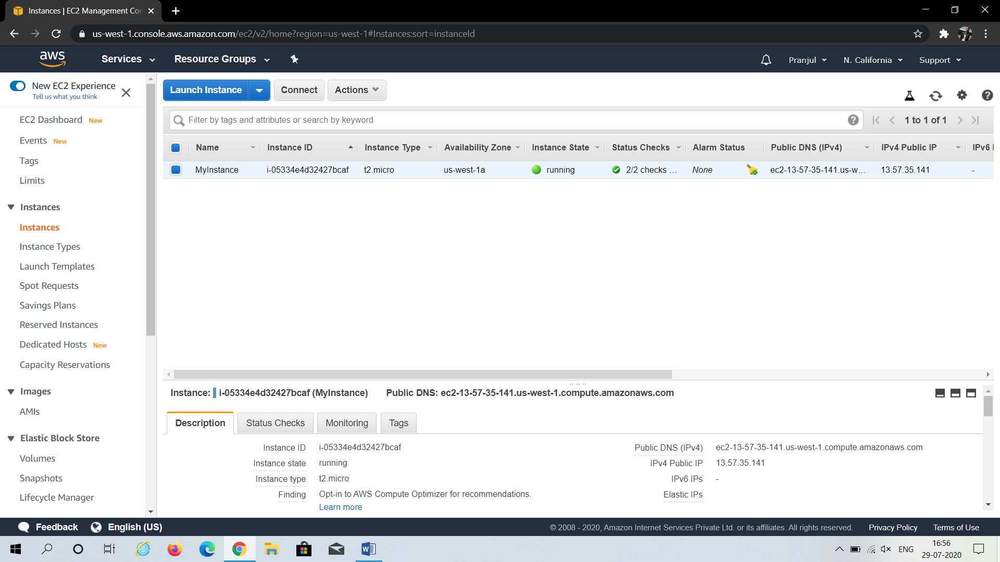 Instances | EC2 Management Con
us-west-1.console.aws.amazon.com/ec2/v2/home?region=us-west-1#Instances:sort=instanceId
aws Services Resource Groups Pranjul N. California Support
New EC2 Experience
Tell us what you think
EC2 Dashboard New
Events New
Tags
Limits
Instances
Instances
Instance Types
Launch Templates
Spot Requests
Savings Plans
Reserved Instances
Dedicated Hosts New
Capacity Reservations
Images
AMIs
Elastic Block Store
Volumes
Snapshots
Lifecycle Manager
Launch Instance Connect Actions
Filter by tags and attributes or search by keyword 1 to 1 of 1
Name Instance ID Instance Type Availability Zone Instance State Status Checks Alarm Status Public DNS (IPv4) IPv4 Public IP IPv6 I
MyInstance i-05334e4d32427bcaf t2.micro us-west-1a running 2/2 checks ... None ec2-13-57-35-141.us-w... 13.57.35.141 -
Instance: i-05334e4d32427bcaf (MyInstance) Public DNS: ec2-13-57-35-141.us-west-1.compute.amazonaws.com
Description Status Checks Monitoring Tags
Instance ID i-05334e4d32427bcaf Public DNS (IPv4) ec2-13-57-35-141.us-west-1.compute.amazonaws.com
Instance state running IPv4 Public IP 13.57.35.141
Instance type t2.micro IPv6 IPs -
Finding Opt-in to AWS Compute Optimizer for recommendations. Elastic IPs
Learn more
Feedback English (US) © 2008 - 2020, Amazon Internet Services Private Ltd. or its affiliates. All rights reserved. Privacy Policy Terms of Use
ENG 16:56
29-07-2020